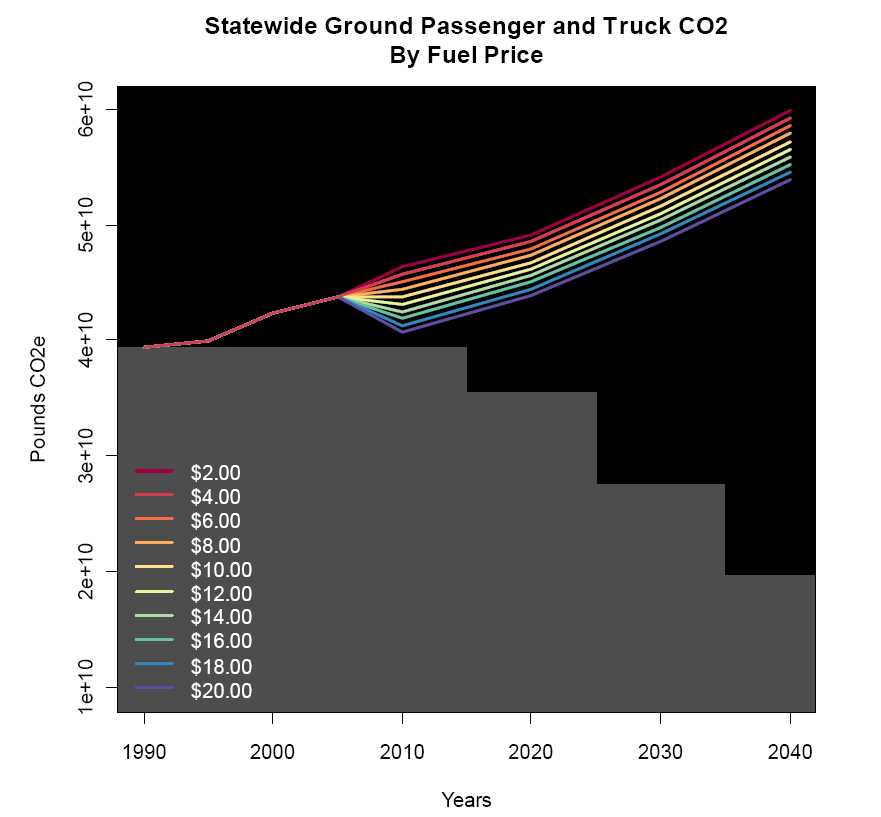 Statewide Ground Passenger and Truck CO2
By Fuel Price
Pounds CO2e
6e+10
5e+10
4e+10
3e+10
2e+10
1e+10
$2.00
$4.00
$6.00
$8.00
$10.00
$12.00
$14.00
$16.00
$18.00
$20.00
1990 2000 2010 2020 2030 2040
Years